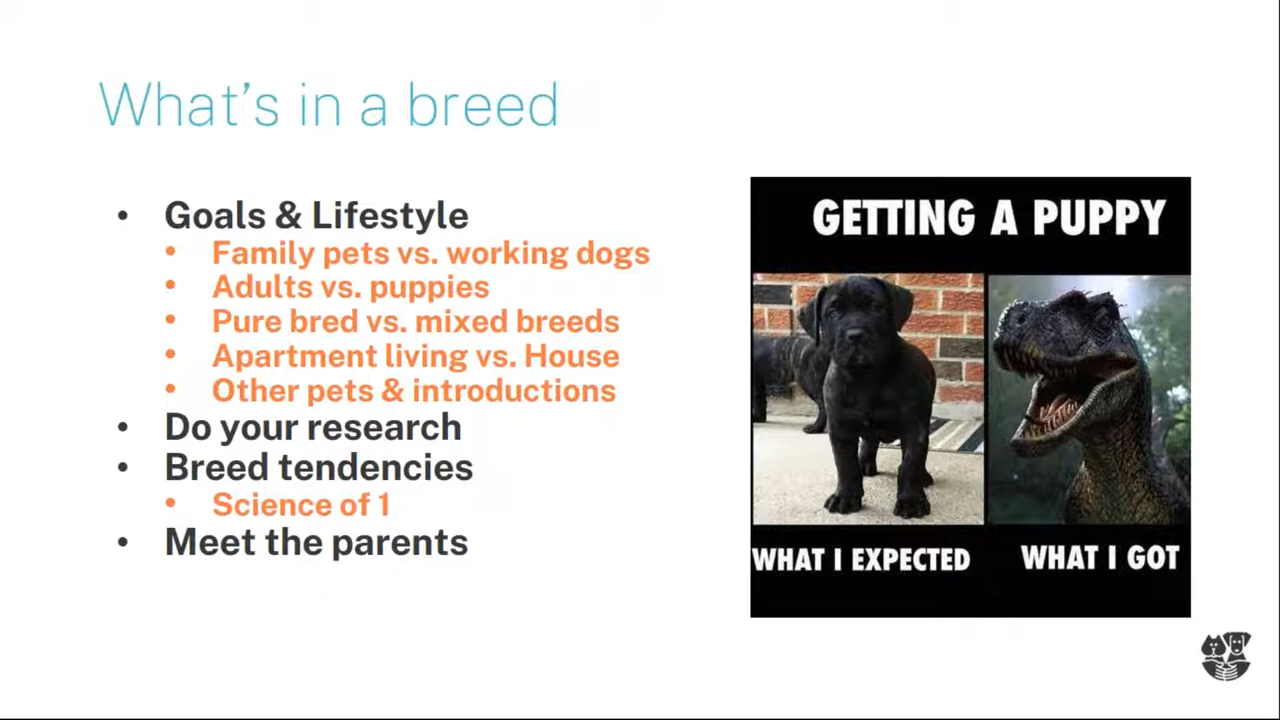 What's in a breed
• Goals & Lifestyle
• Family pets vs. working dogs
• Adults vs. puppies
• Pure bred vs. mixed breeds
• Apartment living vs. House
• Other pets & introductions
• Do your research
• Breed tendencies
• Science of 1
• Meet the parents
GETTING A PUPPY
WHAT I EXPECTED
WHAT I GOT